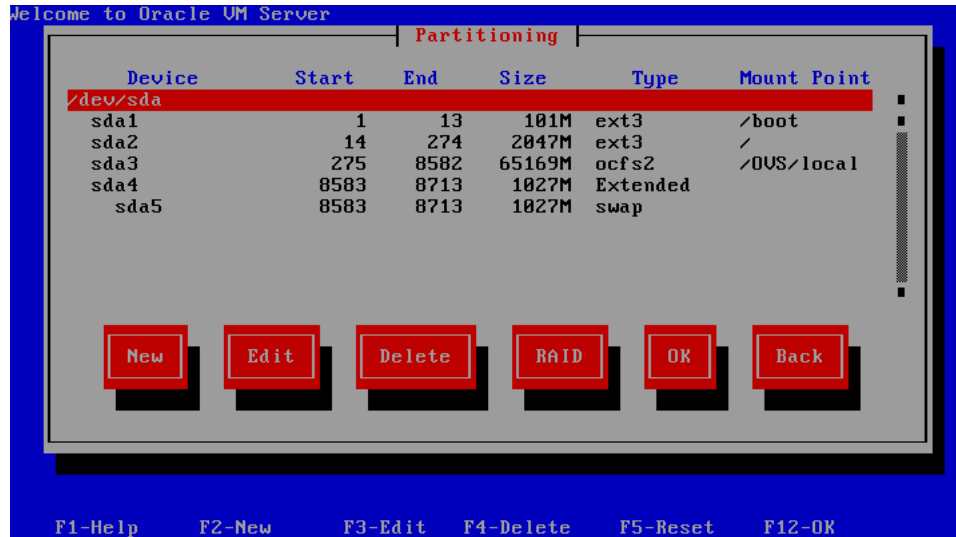 Welcome to Oracle VM Server
Partitioning
Device Start End Size Type Mount Point
/dev/sda
sda1 1 13 101M ext3 /boot
sda2 14 274 2047M ext3 /
sda3 275 8582 65169M ocfs2 /OVS/local
sda4 8583 8713 1027M Extended
sda5 8583 8713 1027M swap
New Edit Delete RAID OK Back
F1-Help F2-New F3-Edit F4-Delete F5-Reset F12-OK